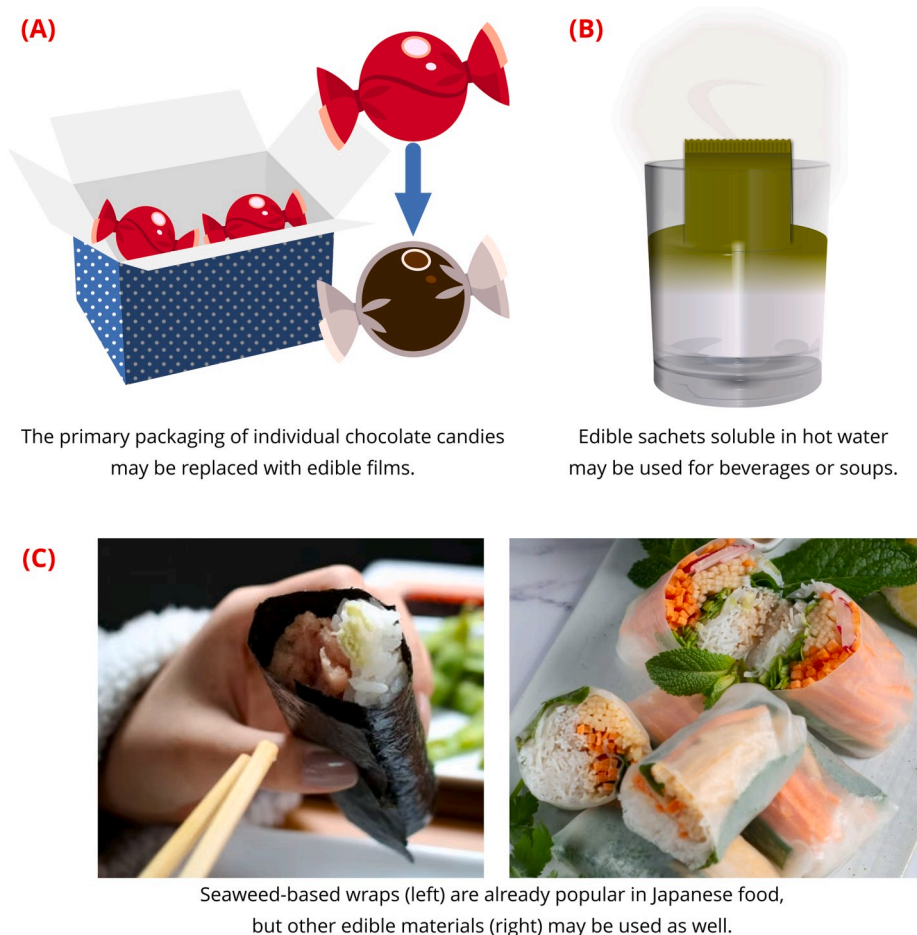 (A)
(B)
The primary packaging of individual chocolate candies
may be replaced with edible films.
Edible sachets soluble in hot water
may be used for beverages or soups.
(C)
Seaweed-based wraps (left) are already popular in Japanese food,
but other edible materials (right) may be used as well.